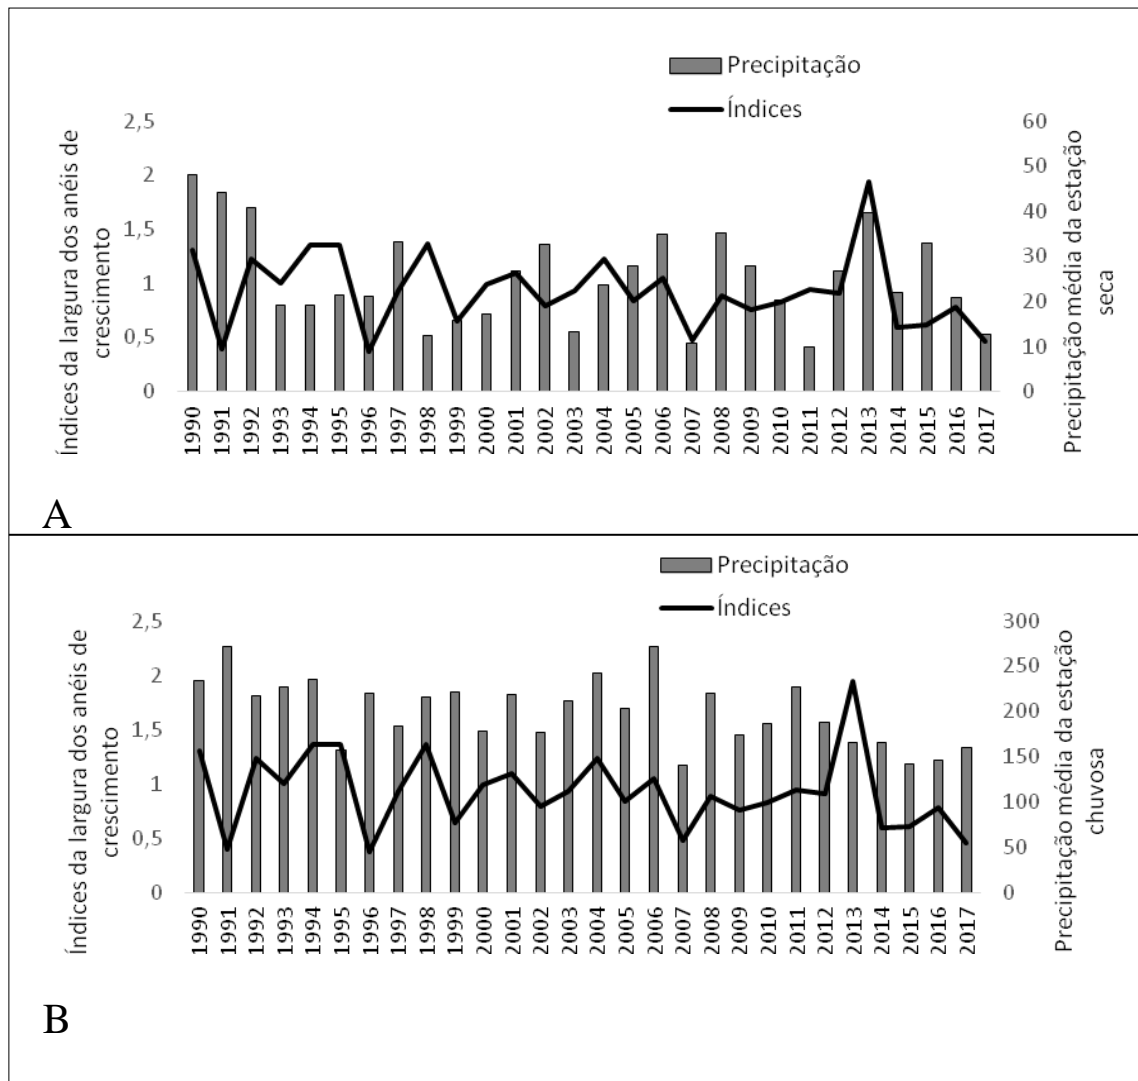 Precipitação
Índices
Índices da largura dos anéis de
crescimento
2,5
2
1,5
1
0,5
0
60
50
40
30
20
10
0
Precipitação média da estação
seca
1990 1991 1992 1993 1994 1995 1996 1997 1998 1999 2000 2001 2002 2003 2004 2005 2006 2007 2008 2009 2010 2011 2012 2013 2014 2015 2016 2017
A
Precipitação
Índices
Índices da largura dos anéis de
crescimento
2,5
2
1,5
1
0,5
0
300
250
200
150
100
50
0
Precipitação média da estação
chuvosa
1990 1991 1992 1993 1994 1995 1996 1997 1998 1999 2000 2001 2002 2003 2004 2005 2006 2007 2008 2009 2010 2011 2012 2013 2014 2015 2016 2017
B